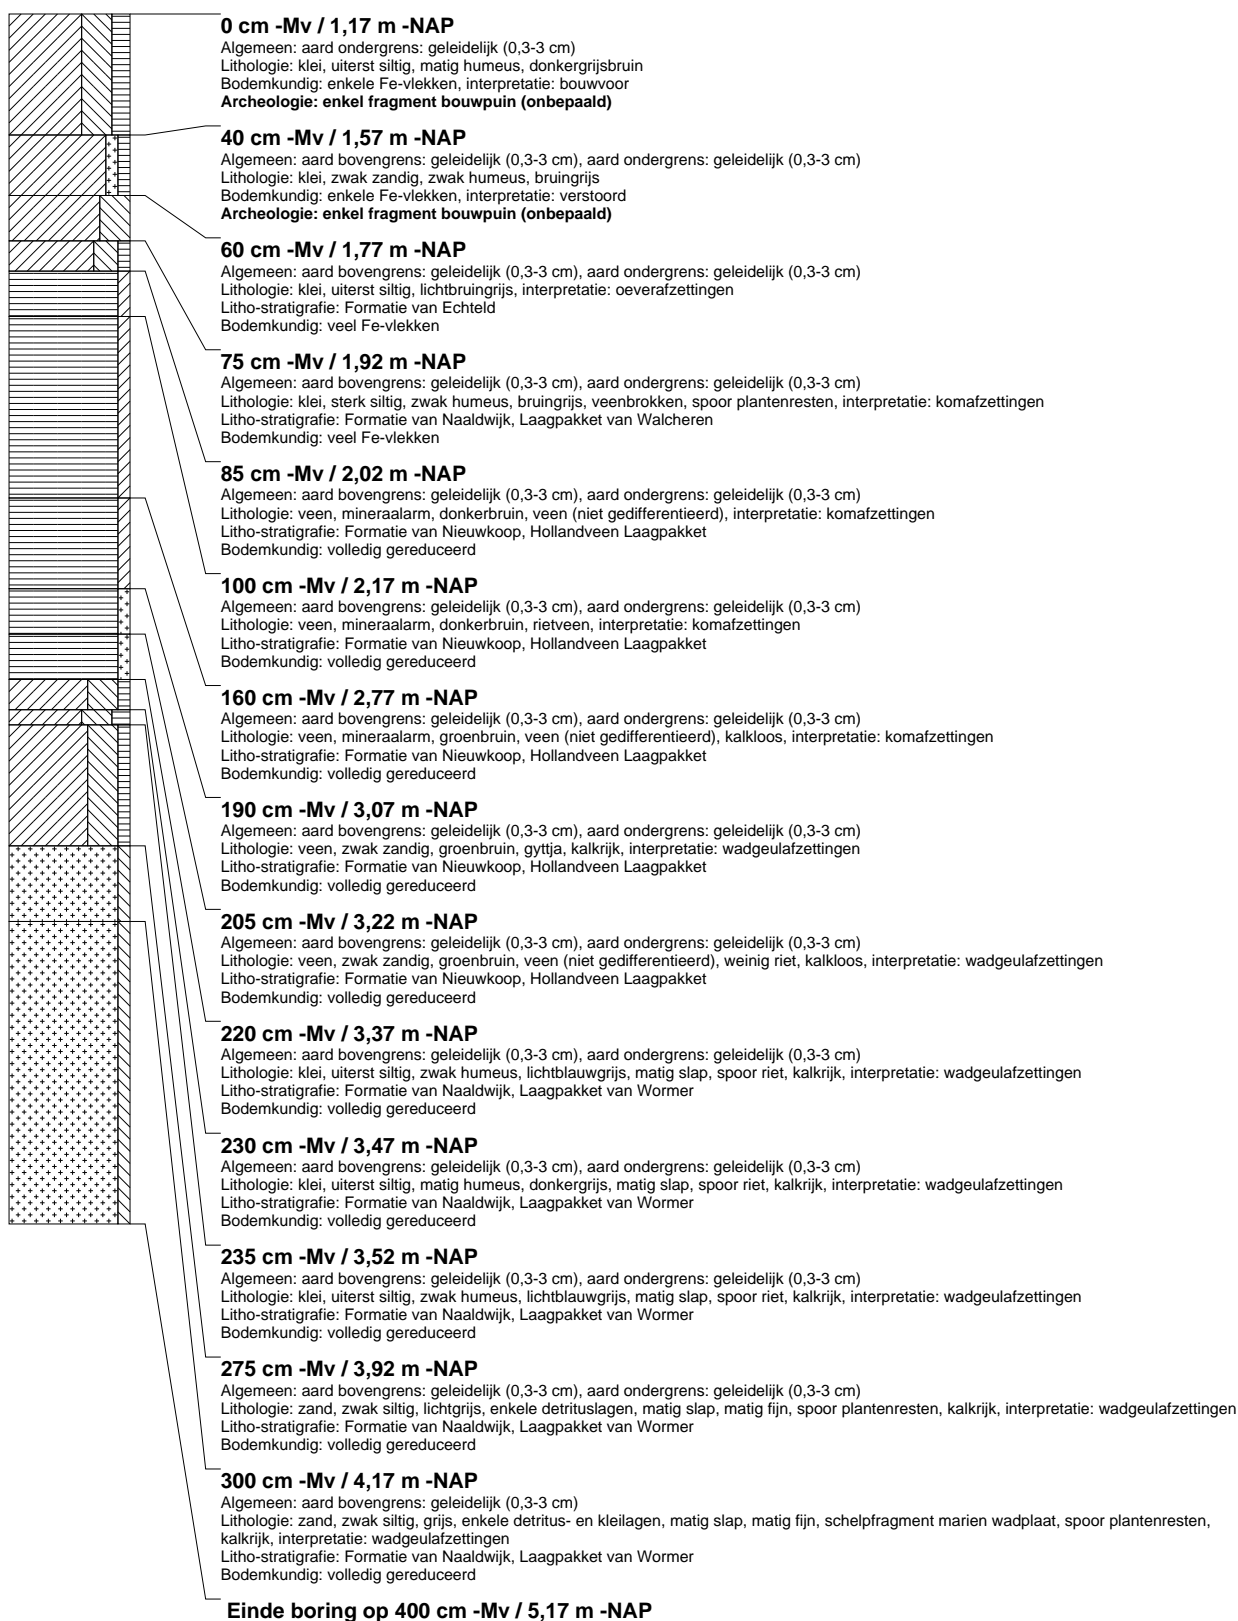 0 cm -Mv / 1,17 m -NAP
Algemeen: aard ondergrens: geleidelijk (0,3-3 cm)
Lithologie: klei, uiterst siltig, matig humeus, donkergrijsbruin
Bodemkundig: enkele Fe-vlekken, interpretatie: bouwvoor
Archeologie: enkel fragment bouwpuin (onbepaald)
40 cm -Mv / 1,57 m -NAP
Algemeen: aard bovengrens: geleidelijk (0,3-3 cm), aard ondergrens: geleidelijk (0,3-3 cm)
Lithologie: klei, zwak zandig, zwak humeus, bruingrijs
Bodemkundig: enkele Fe-vlekken, interpretatie: verstoord
Archeologie: enkel fragment bouwpuin (onbepaald)
60 cm -Mv / 1,77 m -NAP
Algemeen: aard bovengrens: geleidelijk (0,3-3 cm), aard ondergrens: geleidelijk (0,3-3 cm)
Lithologie: klei, uiterst siltig, lichtbruingrijs, interpretatie: oeverafzettingen
Litho-stratigrafie: Formatie van Echteld
Bodemkundig: veel Fe-vlekken
75 cm -Mv / 1,92 m -NAP
Algemeen: aard bovengrens: geleidelijk (0,3-3 cm), aard ondergrens: geleidelijk (0,3-3 cm)
Lithologie: klei, sterk siltig, zwak humeus, bruingrijs, veenbrokken, spoor plantenresten, interpretatie: komafzettingen
Litho-stratigrafie: Formatie van Naaldwijk, Laagpakket van Walcheren
Bodemkundig: veel Fe-vlekken
85 cm -Mv / 2,02 m -NAP
Algemeen: aard bovengrens: geleidelijk (0,3-3 cm), aard ondergrens: geleidelijk (0,3-3 cm)
Lithologie: veen, mineraalarm, donkerbruin, veen (niet gedifferentieerd), interpretatie: komafzettingen
Litho-stratigrafie: Formatie van Nieuwkoop, Hollandveen Laagpakket
Bodemkundig: volledig gereduceerd
100 cm -Mv / 2,17 m -NAP
Algemeen: aard bovengrens: geleidelijk (0,3-3 cm), aard ondergrens: geleidelijk (0,3-3 cm)
Lithologie: veen, mineraalarm, donkerbruin, rietveen, interpretatie: komafzettingen
Litho-stratigrafie: Formatie van Nieuwkoop, Hollandveen Laagpakket
Bodemkundig: volledig gereduceerd
160 cm -Mv / 2,77 m -NAP
Algemeen: aard bovengrens: geleidelijk (0,3-3 cm), aard ondergrens: geleidelijk (0,3-3 cm)
Lithologie: veen, mineraalarm, groenbruin, veen (niet gedifferentieerd), kalkloos, interpretatie: komafzettingen
Litho-stratigrafie: Formatie van Nieuwkoop, Hollandveen Laagpakket
Bodemkundig: volledig gereduceerd
190 cm -Mv / 3,07 m -NAP
Algemeen: aard bovengrens: geleidelijk (0,3-3 cm), aard ondergrens: geleidelijk (0,3-3 cm)
Lithologie: veen, zwak zandig, groenbruin, gyttja, kalkrijk, interpretatie: wadgeulafzettingen
Litho-stratigrafie: Formatie van Nieuwkoop, Hollandveen Laagpakket
Bodemkundig: volledig gereduceerd
205 cm -Mv / 3,22 m -NAP
Algemeen: aard bovengrens: geleidelijk (0,3-3 cm), aard ondergrens: geleidelijk (0,3-3 cm)
Lithologie: veen, zwak zandig, groenbruin, veen (niet gedifferentieerd), weinig riet, kalkloos, interpretatie: wadgeulafzettingen
Litho-stratigrafie: Formatie van Nieuwkoop, Hollandveen Laagpakket
Bodemkundig: volledig gereduceerd
220 cm -Mv / 3,37 m -NAP
Algemeen: aard bovengrens: geleidelijk (0,3-3 cm), aard ondergrens: geleidelijk (0,3-3 cm)
Lithologie: klei, uiterst siltig, zwak humeus, lichtblauwgrijs, matig slap, spoor riet, kalkrijk, interpretatie: wadgeulafzettingen
Litho-stratigrafie: Formatie van Naaldwijk, Laagpakket van Wormer
Bodemkundig: volledig gereduceerd
230 cm -Mv / 3,47 m -NAP
Algemeen: aard bovengrens: geleidelijk (0,3-3 cm), aard ondergrens: geleidelijk (0,3-3 cm)
Lithologie: klei, uiterst siltig, matig humeus, donkergrijs, matig slap, spoor riet, kalkrijk, interpretatie: wadgeulafzettingen
Litho-stratigrafie: Formatie van Naaldwijk, Laagpakket van Wormer
Bodemkundig: volledig gereduceerd
235 cm -Mv / 3,52 m -NAP
Algemeen: aard bovengrens: geleidelijk (0,3-3 cm), aard ondergrens: geleidelijk (0,3-3 cm)
Lithologie: klei, uiterst siltig, zwak humeus, lichtblauwgrijs, matig slap, spoor riet, kalkrijk, interpretatie: wadgeulafzettingen
Litho-stratigrafie: Formatie van Naaldwijk, Laagpakket van Wormer
Bodemkundig: volledig gereduceerd
275 cm -Mv / 3,92 m -NAP
Algemeen: aard bovengrens: geleidelijk (0,3-3 cm), aard ondergrens: geleidelijk (0,3-3 cm)
Lithologie: zand, zwak siltig, lichtgrijs, enkele detrituslagen, matig slap, matig fijn, spoor plantenresten, kalkrijk, interpretatie: wadgeulafzettingen
Litho-stratigrafie: Formatie van Naaldwijk, Laagpakket van Wormer
Bodemkundig: volledig gereduceerd
300 cm -Mv / 4,17 m -NAP
Algemeen: aard bovengrens: geleidelijk (0,3-3 cm)
Lithologie: zand, zwak siltig, grijs, enkele detritus- en kleilagen, matig slap, matig fijn, schelpfragment marien wadplaat, spoor plantenresten,
kalkrijk, interpretatie: wadgeulafzettingen
Litho-stratigrafie: Formatie van Naaldwijk, Laagpakket van Wormer
Bodemkundig: volledig gereduceerd
Einde boring op 400 cm -Mv / 5,17 m -NAP